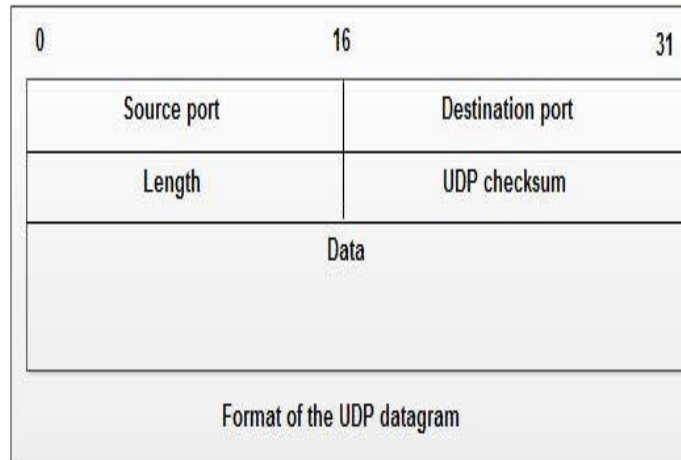 0 16 31
Source port Destination port
Length UDP checksum
Data
Format of the UDP datagram